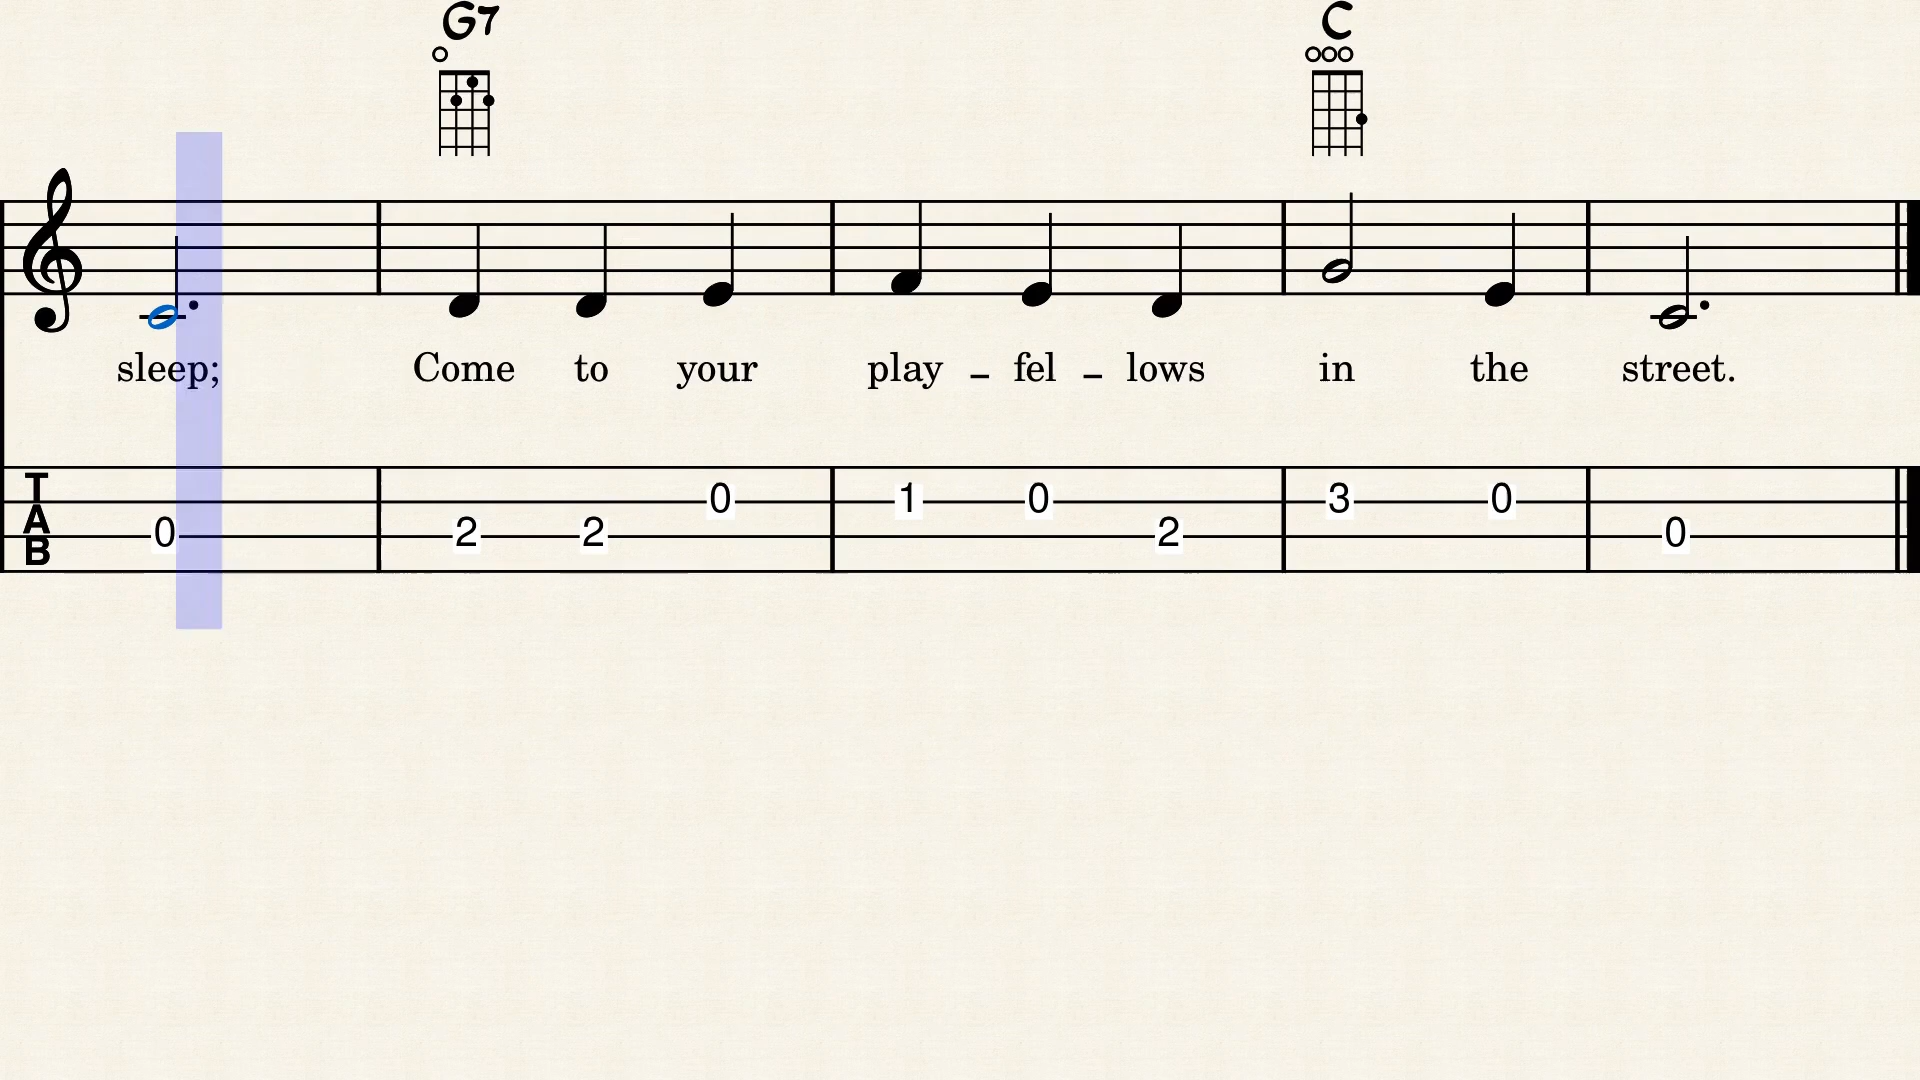 G7 C
sleep; Come to your play – fel – lows in the street.
T
A
B
0 2 2 0 1 0 2 3 0 0